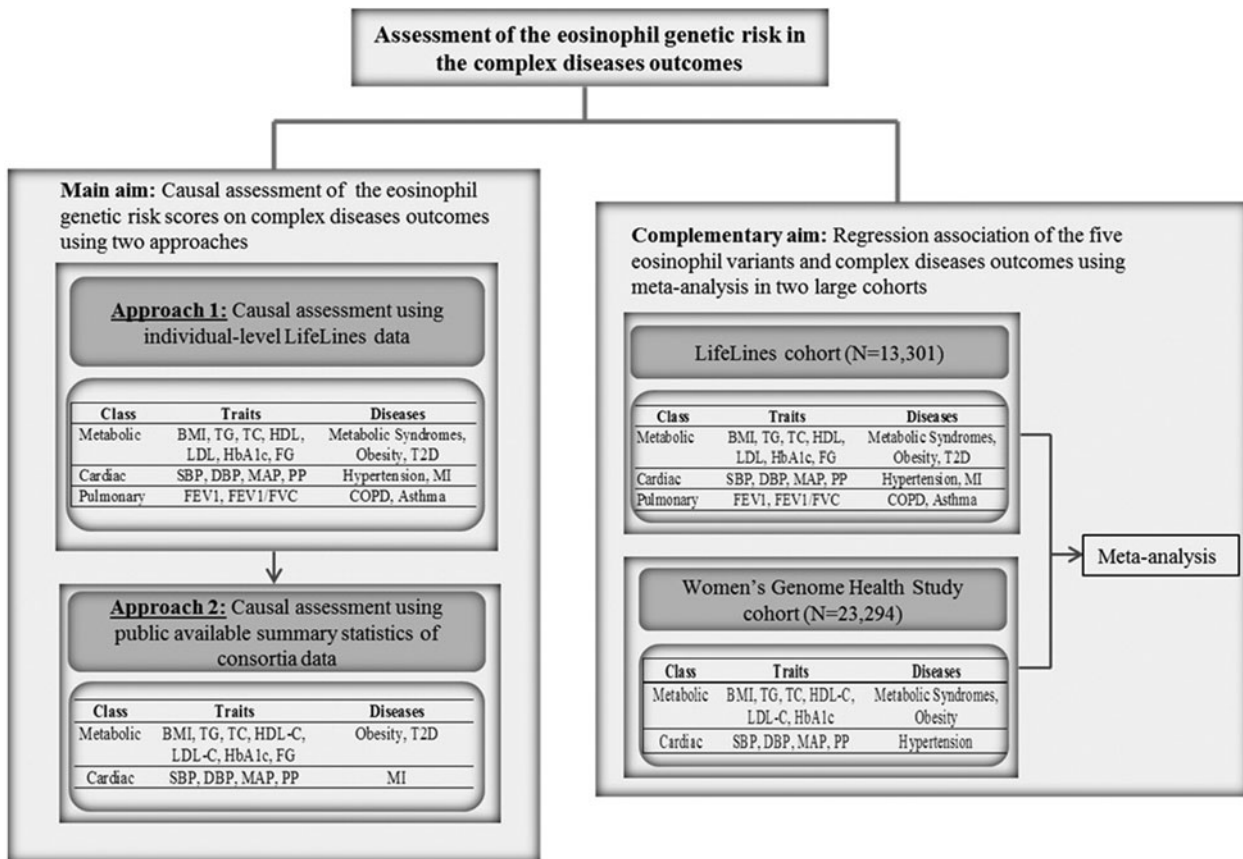 Assessment of the eosinophil genetic risk in
the complex diseases outcomes
Main aim: Causal assessment of the eosinophil
genetic risk scores on complex diseases outcomes
using two approaches
Approach 1: Causal assessment using
individual-level LifeLines data
Class Traits Diseases
Metabolic BMI, TG, TC, HDL, Metabolic Syndromes,
LDL, HbA1c, FG Obesity, T2D
Cardiac SBP, DBP, MAP, PP Hypertension, MI
Pulmonary FEV1, FEV1/FVC COPD, Asthma
Approach 2: Causal assessment using
public available summary statistics of
consortia data
Class Traits Diseases
Metabolic BMI, TG, TC, HDL-C, Obesity, T2D
LDL-C, HbA1c, FG
Cardiac SBP, DBP, MAP, PP MI
Complementary aim: Regression association of the five
eosinophil variants and complex diseases outcomes using
meta-analysis in two large cohorts
LifeLines cohort (N=13,301)
Class Traits Diseases
Metabolic BMI, TG, TC, HDL, Metabolic Syndromes,
LDL, HbA1c, FG Obesity, T2D
Cardiac SBP, DBP, MAP, PP Hypertension, MI
Pulmonary FEV1, FEV1/FVC COPD, Asthma
Women's Genome Health Study
cohort (N=23,294)
Class Traits Diseases
Metabolic BMI, TG, TC, HDL-C, Metabolic Syndromes,
LDL-C, HbA1c Obesity
Cardiac SBP, DBP, MAP, PP Hypertension
Meta-analysis